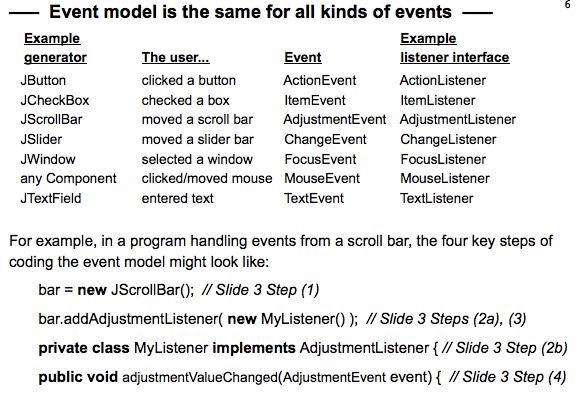 6
Event model is the same for all kinds of events
Example Example
generator The user... Event listener interface
JButton clicked a button ActionEvent ActionListener
JCheckBox checked a box ItemEvent ItemListener
JScrollBar moved a scroll bar AdjustmentEvent AdjustmentListener
JSlider moved a slider bar ChangeEvent ChangeListener
JWindow selected a window FocusEvent FocusListener
any Component clicked/moved mouse MouseEvent MouseListener
JTextField entered text TextEvent TextListener
For example, in a program handling events from a scroll bar, the four key steps of
coding the event model might look like:
bar = new JScrollBar(); // Slide 3 Step (1)
bar.addAdjustmentListener( new MyListener() ); // Slide 3 Steps (2a), (3)
private class MyListener implements AdjustmentListener { // Slide 3 Step (2b)
public void adjustmentValueChanged(AdjustmentEvent event) { // Slide 3 Step (4)